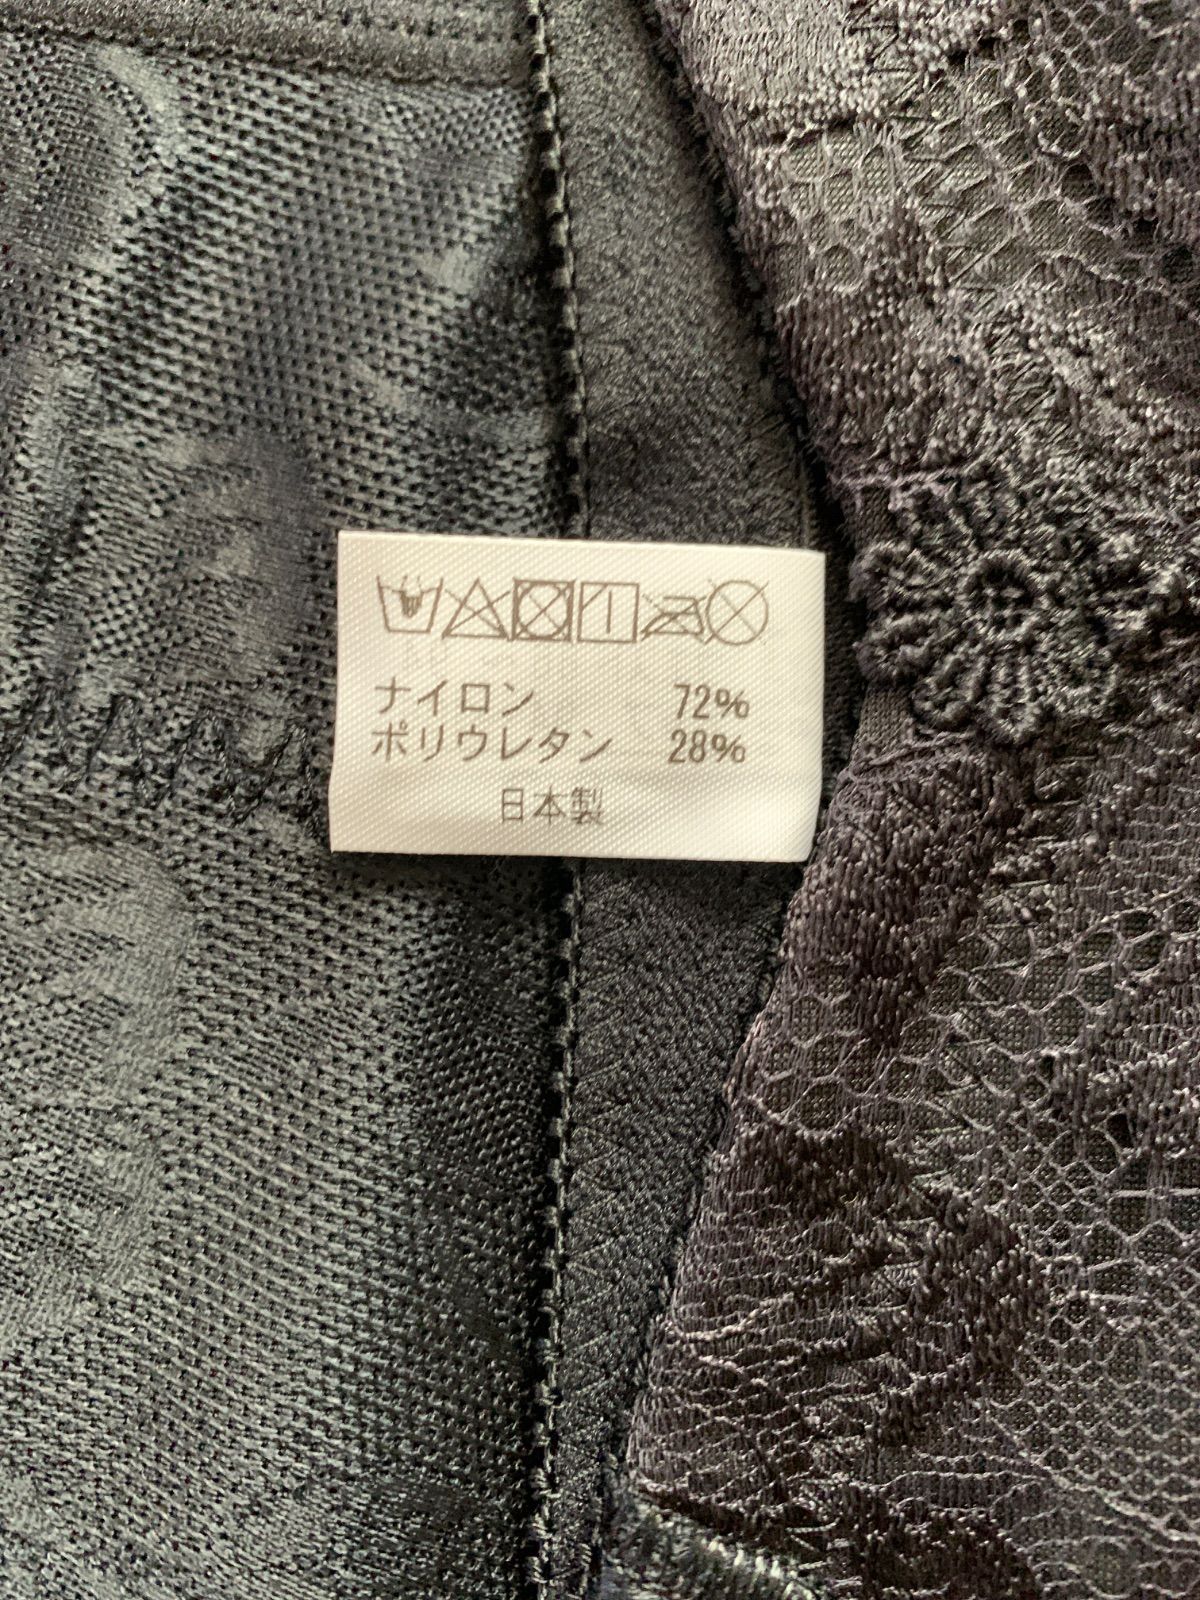 ナイロン 72%
ポリウレタン 28%
日本製